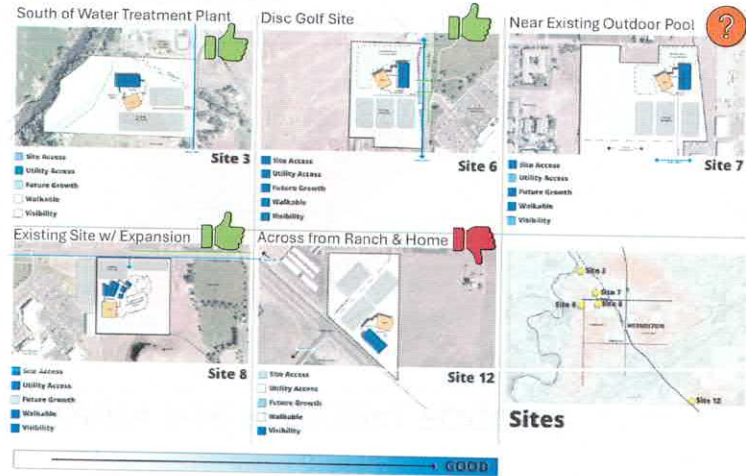 South of Water Treatment Plant
Site 3
Site Access
Utility Access
Future Growth
Walkable
Visibility
Disc Golf Site
Site 6
Site Access
Utility Access
Future Growth
Walkable
Visibility
Near Existing Outdoor Pool
?
Site 7
Site Access
Utility Access
Future Growth
Walkable
Visibility
Existing Site w/ Expansion
Site 8
Site Access
Utility Access
Future Growth
Walkable
Visibility
Across from Ranch & Home
Site 12
Site Access
Utility Access
Future Growth
Walkable
Visibility
Site 3
Site 7
Site 6
Site 8
Site 12
Sites
GOOD